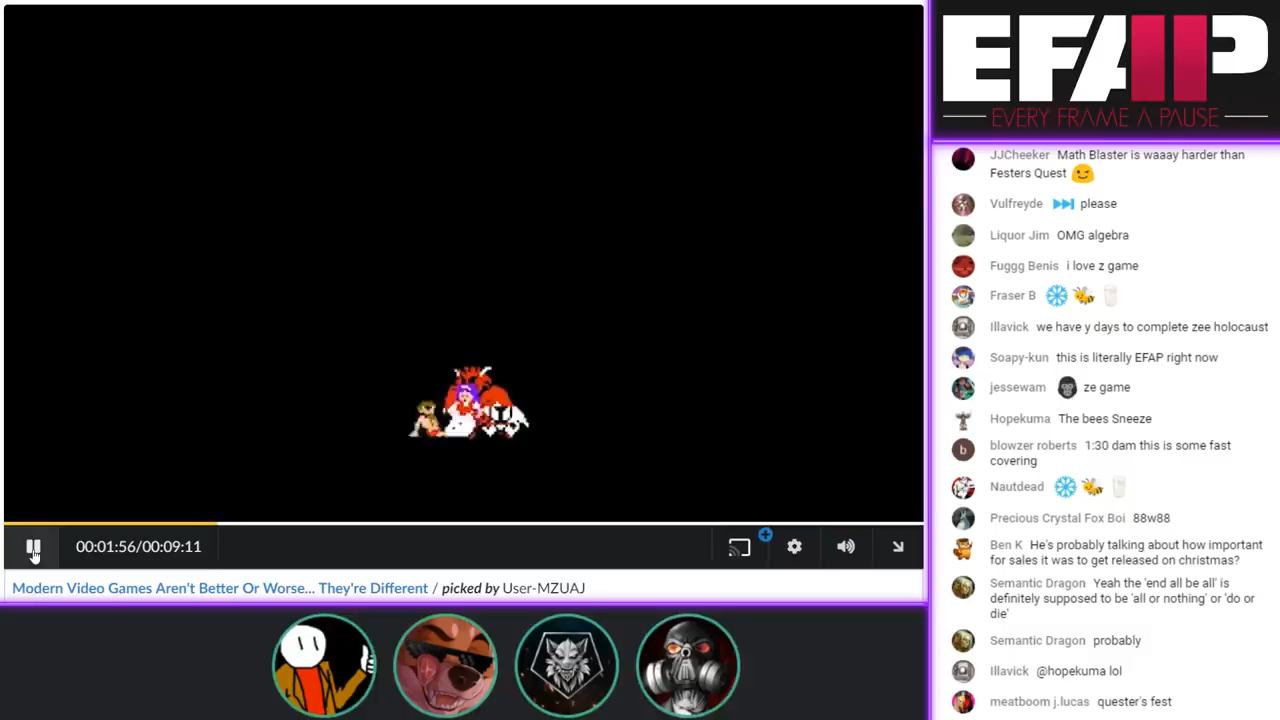 EFAP
EVERY FRAME A PAUSE
JJCheeker Math Blaster is waaay harder than
Festers Quest
Vulfreyde please
Liquor Jim OMG algebra
Fuggg Benis i love z game
Fraser B
Illavick we have y days to complete zee holocaust
Soapy-kun this is literally EFAP right now
jessewam ze game
Hopekuma The bees Sneeze
b blowzer roberts 1:30 dam this is some fast
covering
Nautdead
Precious Crystal Fox Boi 88w88
Ben K He's probably talking about how important
for sales it was to get released on christmas?
Semantic Dragon Yeah the 'end all be all' is
definitely supposed to be 'all or nothing' or 'do or
die'
Semantic Dragon probably
Illavick @hopekuma lol
meatboom j.lucas quester's fest
00:01:56/00:09:11
Modern Video Games Aren't Better Or Worse... They're Different / picked by User-MZUAJ